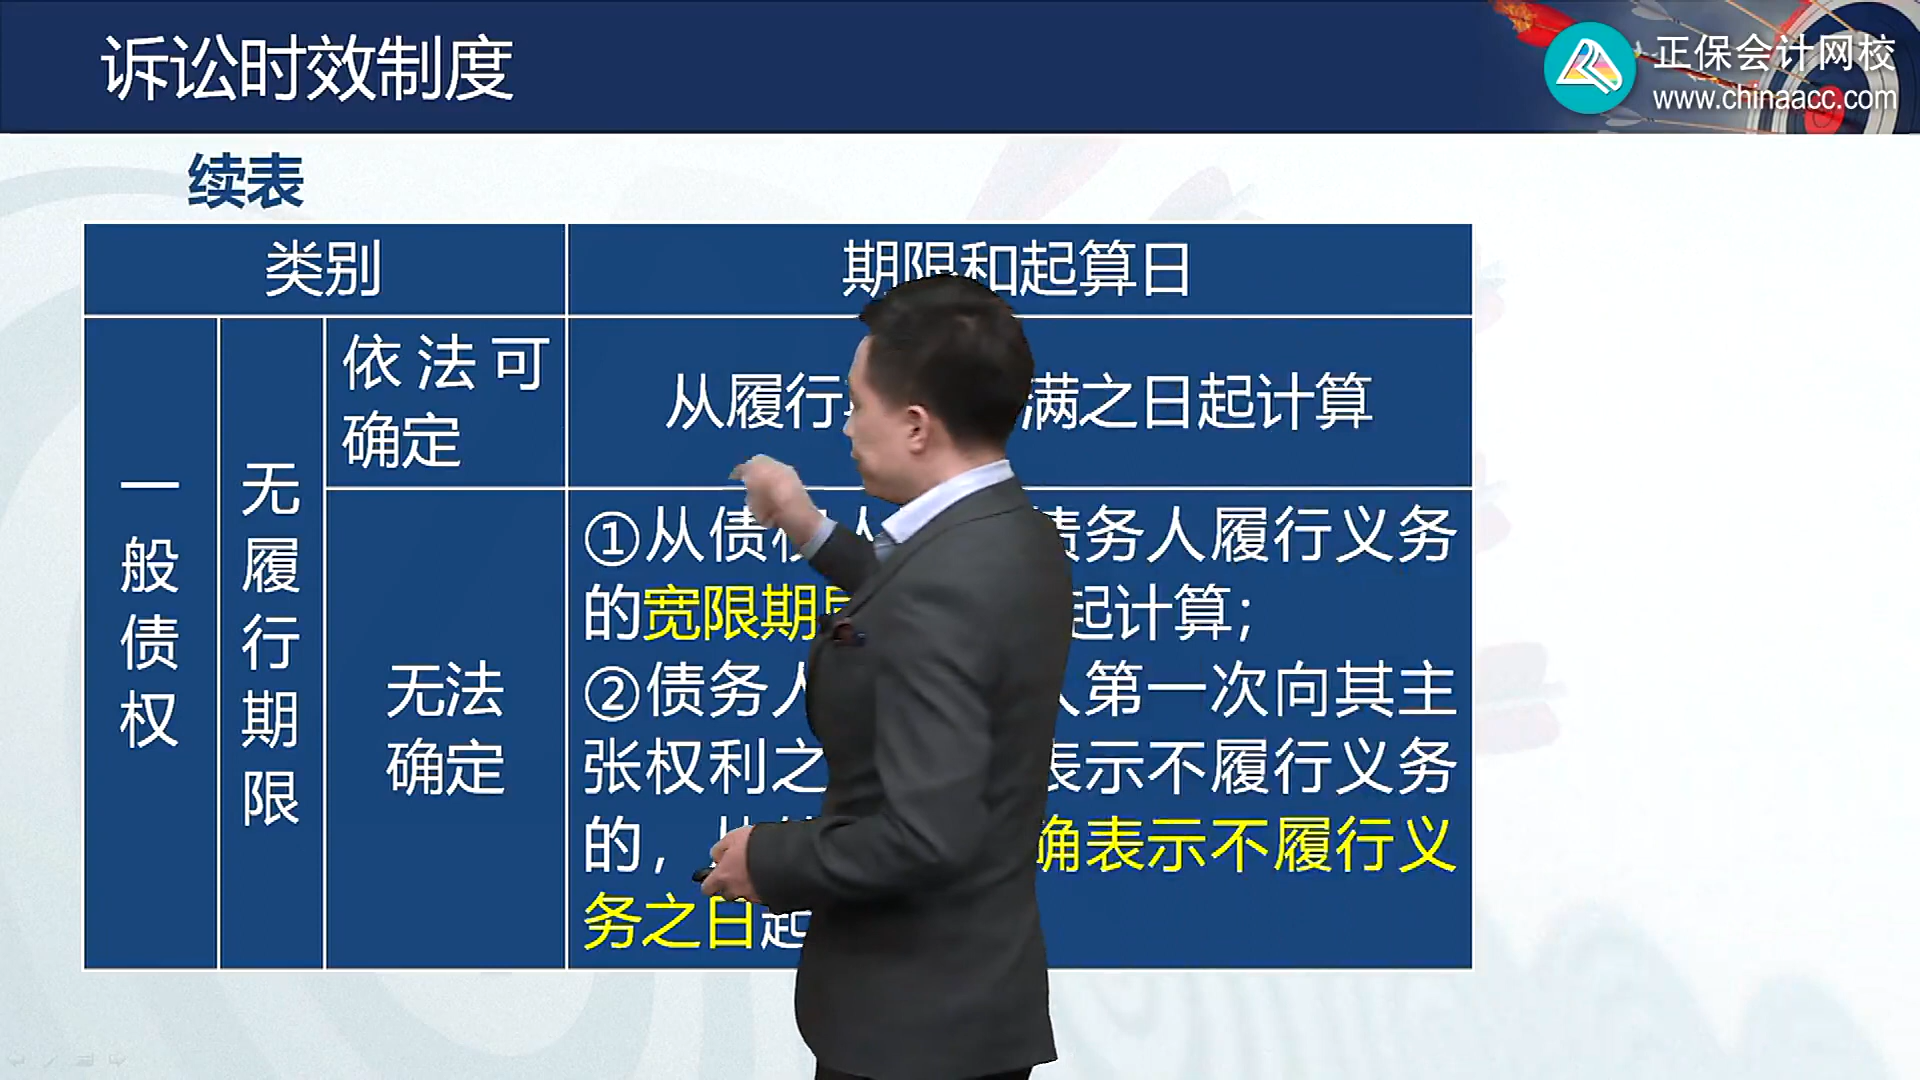 诉讼时效制度
正保会计网校
www.chinaacc.com
续表
类别
期限和起算日
一般债权
无履行期限
依法可
确定
从履行 满之日起计算
无法
确定
①从债 人 债务人履行义务
的宽限期 起计算；
②债务人 人第一次向其主
张权利之 表示不履行义务
的， 确表示不履行义
务之日起